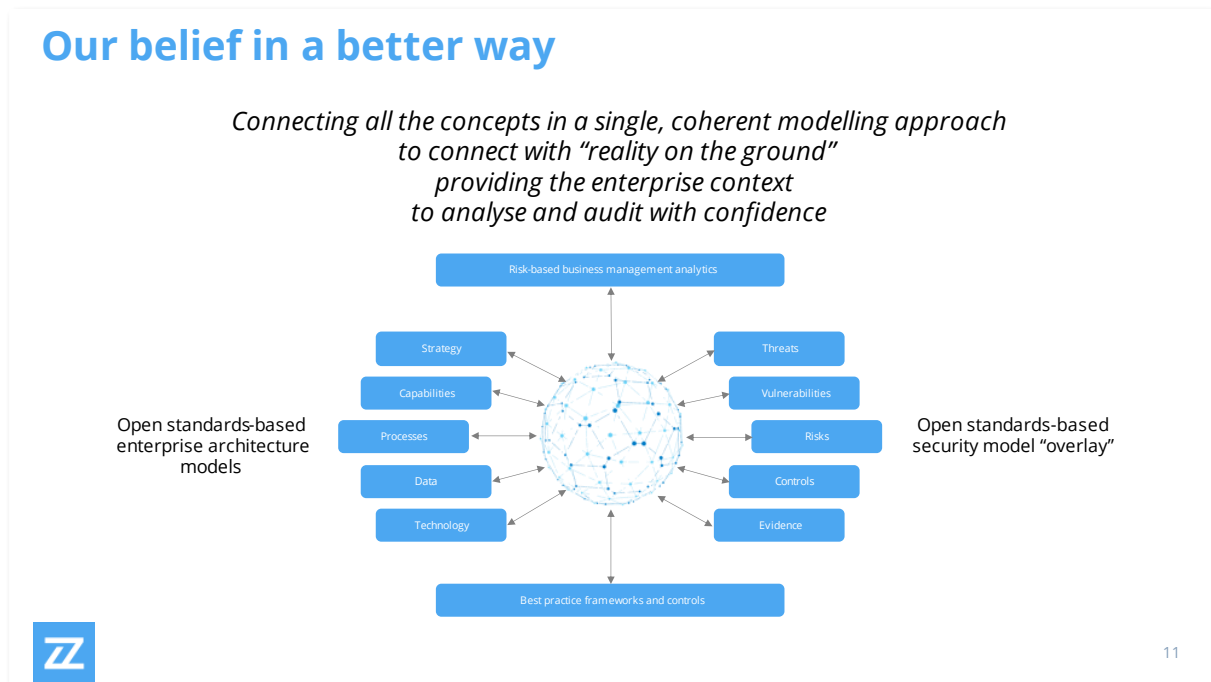 Our belief in a better way
Connecting all the concepts in a single, coherent modelling approach
to connect with “reality on the ground”
providing the enterprise context
to analyse and audit with confidence
Risk-based business management analytics
Strategy
Capabilities
Processes
Data
Technology
Threats
Vulnerabilities
Risks
Controls
Evidence
Open standards-based
enterprise architecture
models
Open standards-based
security model “overlay”
Best practice frameworks and controls
ZZ
11